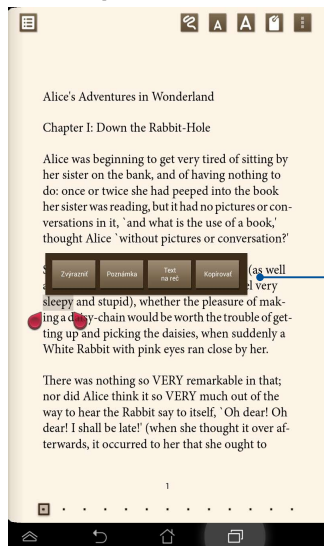 A A
Alice's Adventures in Wonderland
Chapter I: Down the Rabbit-Hole
Alice was beginning to get very tired of sitting by
her sister on the bank, and of having nothing to
do: once or twice she had peeped into the book
her sister was reading, but it had no pictures or con-
versations in it, `and what is the use of a book,'
thought Alice `without pictures or conversation?'
(as well
Zvýrazniť Poznámka Text na reč Kopírovať
very
sleepy and stupid), whether the pleasure of mak-
ing a daisy-chain would be worth the trouble of get-
ting up and picking the daisies, when suddenly a
White Rabbit with pink eyes ran close by her.
There was nothing so VERY remarkable in that;
nor did Alice think it so VERY much out of the
way to hear the Rabbit say to itself, `Oh dear! Oh
dear! I shall be late!' (when she thought it over af-
terwards, it occurred to her that she ought to
1